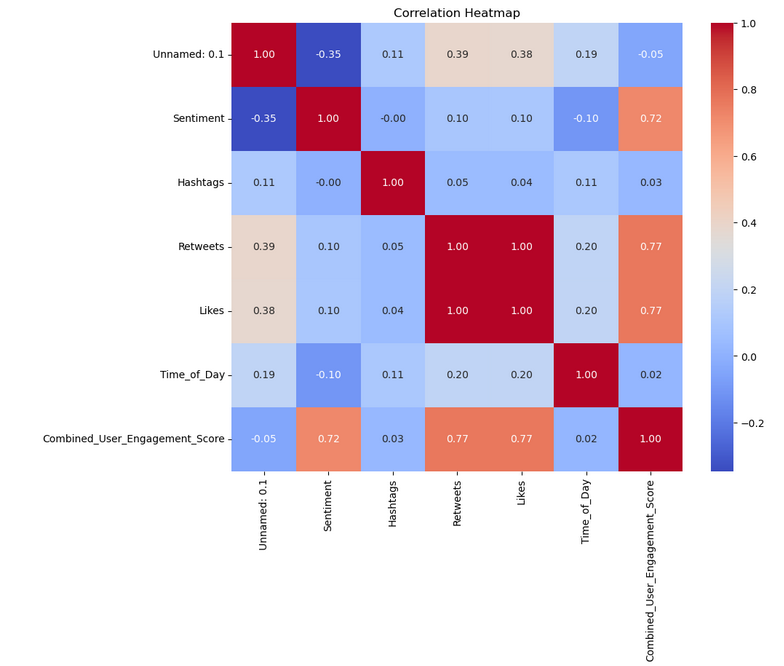 Correlation Heatmap
Unnamed: 0.1 1.00 -0.35 0.11 0.39 0.38 0.19 -0.05
Sentiment -0.35 1.00 -0.00 0.10 0.10 -0.10 0.72
Hashtags 0.11 -0.00 1.00 0.05 0.04 0.11 0.03
Retweets 0.39 0.10 0.05 1.00 1.00 0.20 0.77
Likes 0.38 0.10 0.04 1.00 1.00 0.20 0.77
Time_of_Day 0.19 -0.10 0.11 0.20 0.20 1.00 0.02
Combined_User_Engagement_Score -0.05 0.72 0.03 0.77 0.77 0.02 1.00
Unnamed: 0.1
Sentiment
Hashtags
Retweets
Likes
Time_of_Day
Combined_User_Engagement_Score
1.0
0.8
0.6
0.4
0.2
0.0
−0.2